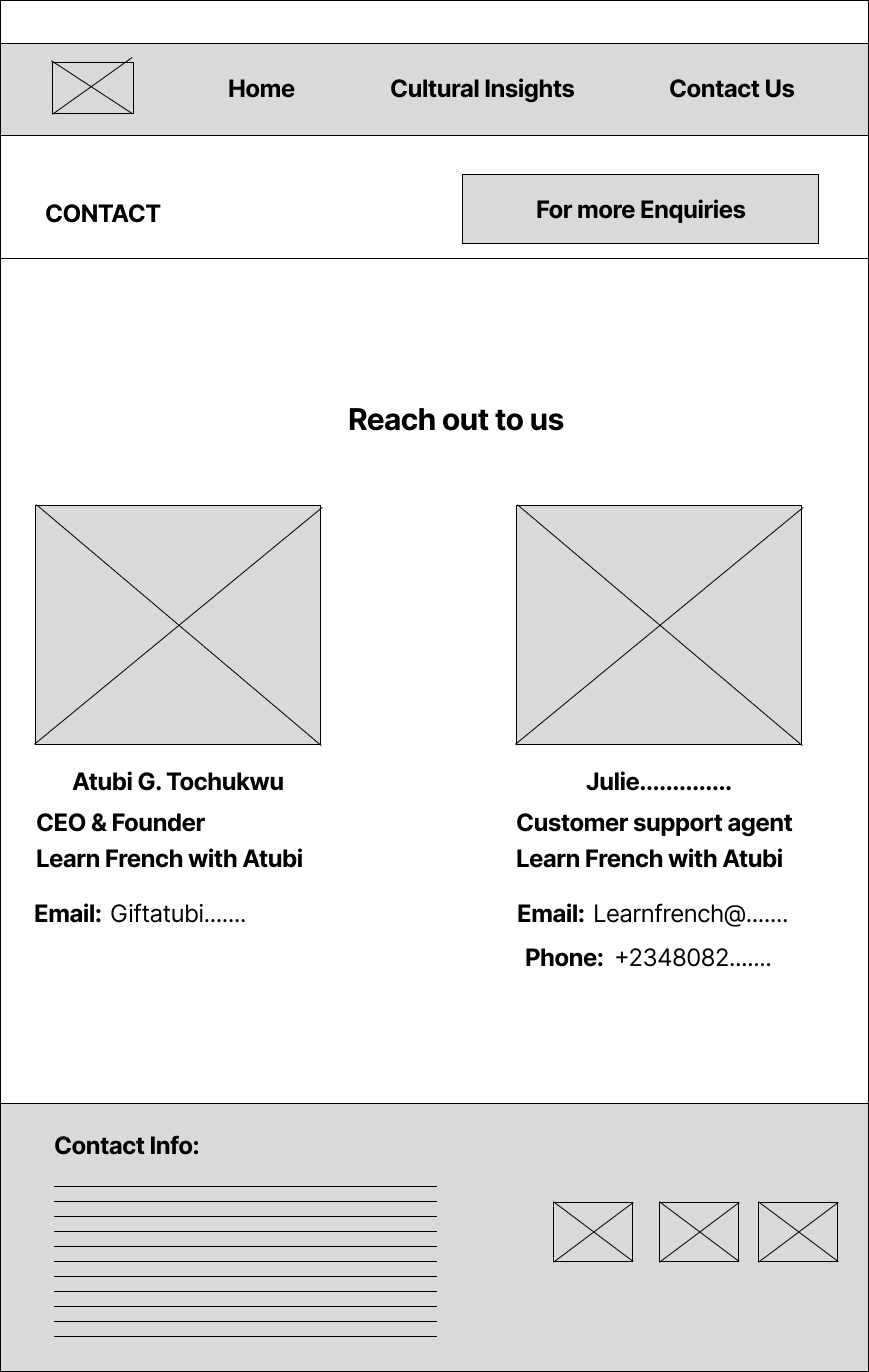 Home Cultural Insights Contact Us
CONTACT For more Enquiries
Reach out to us
Atubi G. Tochukwu
CEO & Founder
Learn French with Atubi
Email: Giftatubi.......
Julie..............
Customer support agent
Learn French with Atubi
Email: Learnfrench@.......
Phone: +2348082.......
Contact Info: